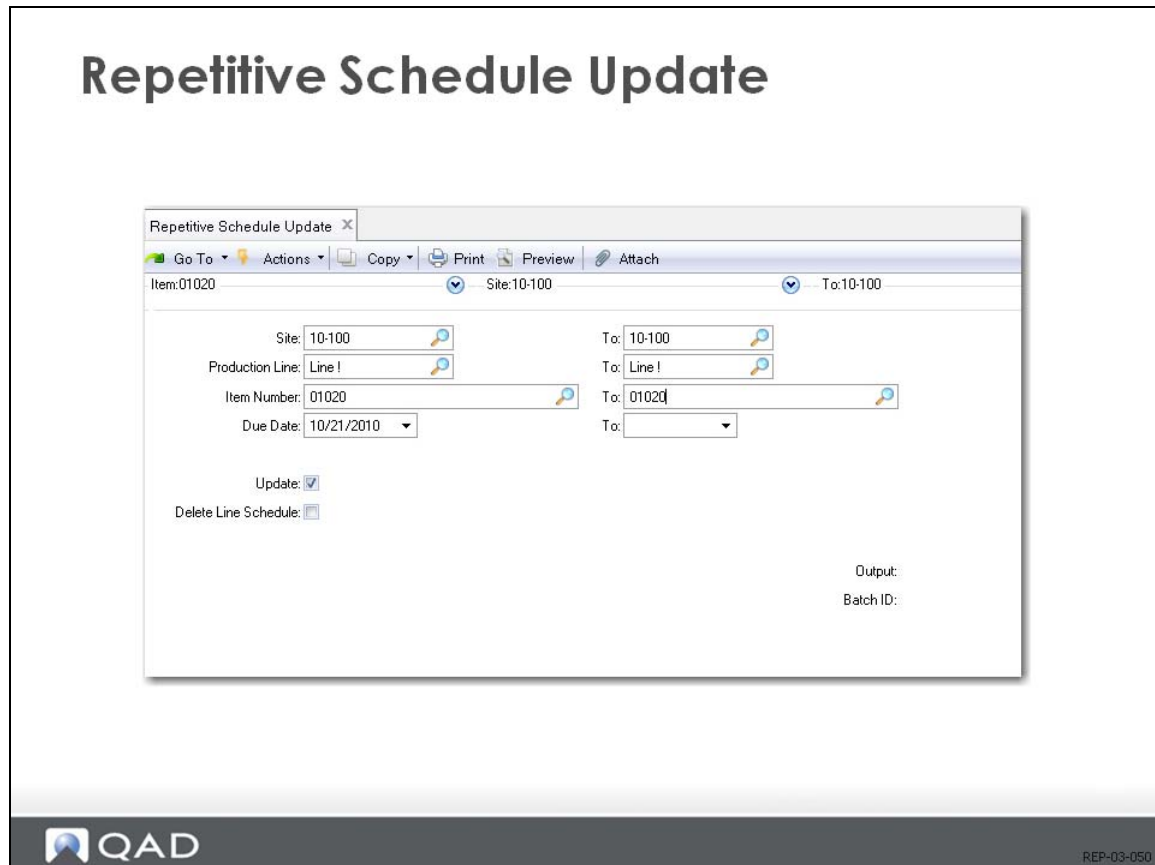 Repetitive Schedule Update
Repetitive Schedule Update
Go To Actions Copy Print Preview Attach
Item:01020 Site:10-100 To:10-100
Site: 10-100 To: 10-100
Production Line: Line ! To: Line !
Item Number: 01020 To: 01020
Due Date: 10/21/2010 To:
Update:
Delete Line Schedule:
Output:
Batch ID:
QAD
REP-03-050